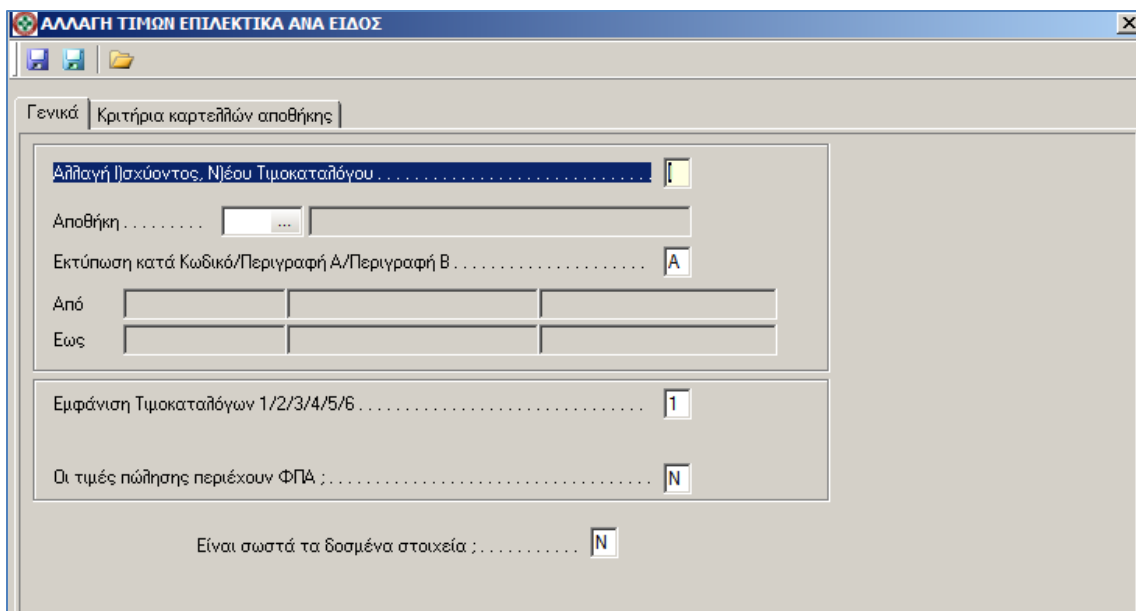 ΑΛΛΑΓΗ ΤΙΜΩΝ ΕΠΙΛΕΚΤΙΚΑ ΑΝΑ ΕΙΔΟΣ
Γενικά Κριτήρια καρτελλών αποθήκης
Αλλαγή Ι)σχύοντος, Ν)έου Τιμοκαταλόγου . . . . . . . . . . . . . . . . . . . . . . . . . . . . . .
Αποθήκη . . . . . . . . . ...
Εκτύπωση κατά Κωδικό/Περιγραφή Α/Περιγραφή Β . . . . . . . . . . . . . . . . . . . . . Α
Από
Εως
Εμφάνιση Τιμοκαταλόγων 1/2/3/4/5/6 . . . . . . . . . . . . . . . . . . . . . . . . . . . . . . 1
Οι τιμές πώλησης περιέχουν ΦΠΑ ; . . . . . . . . . . . . . . . . . . . . . . . . . . . . . . . . . . Ν
Είναι σωστά τα δοσμένα στοιχεία ; . . . . . . . . . . . Ν